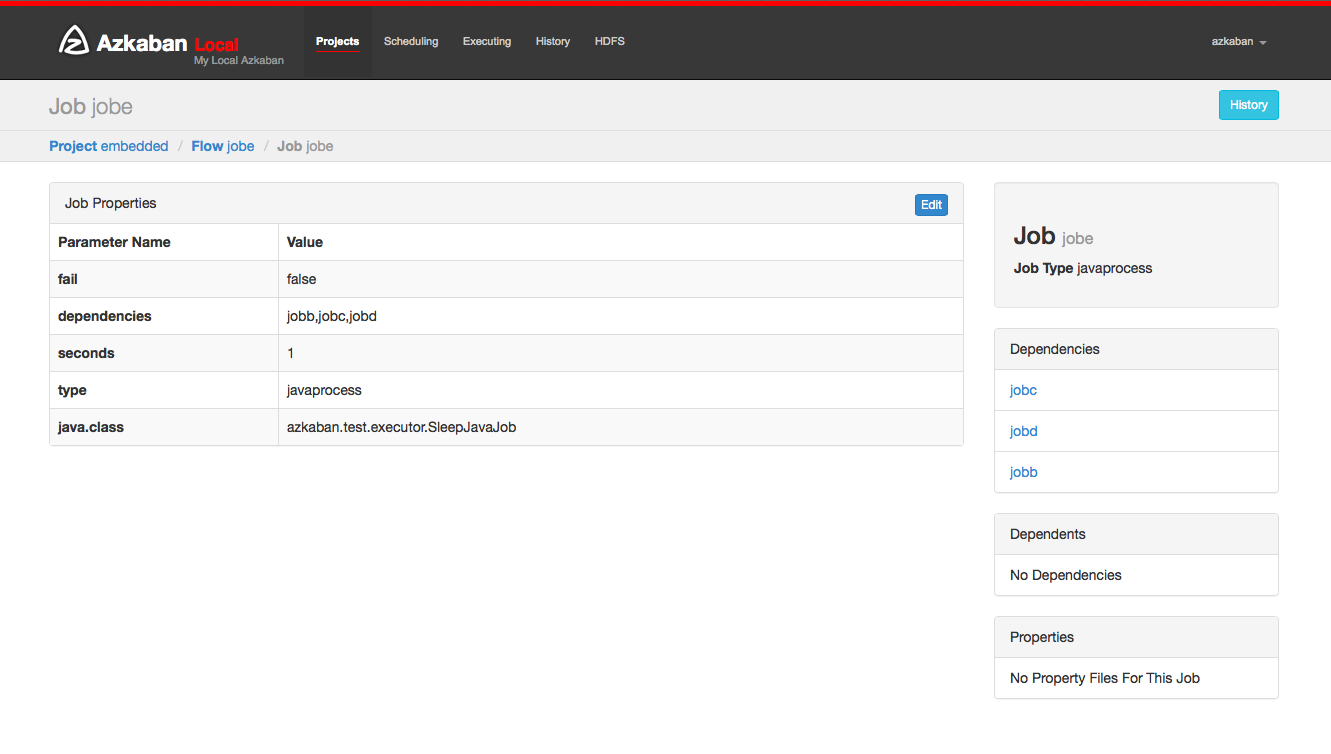 Azkaban Local
My Local Azkaban
Projects Scheduling Executing History HDFS azkaban
Job jobe History
Project embedded / Flow jobe / Job jobe
Job Properties Edit
Parameter Name Value
fail false
dependencies jobb,jobc,jobd
seconds 1
type javaprocess
java.class azkaban.test.executor.SleepJavaJob
Job jobe
Job Type javaprocess
Dependencies
jobc
jobd
jobb
Dependents
No Dependencies
Properties
No Property Files For This Job